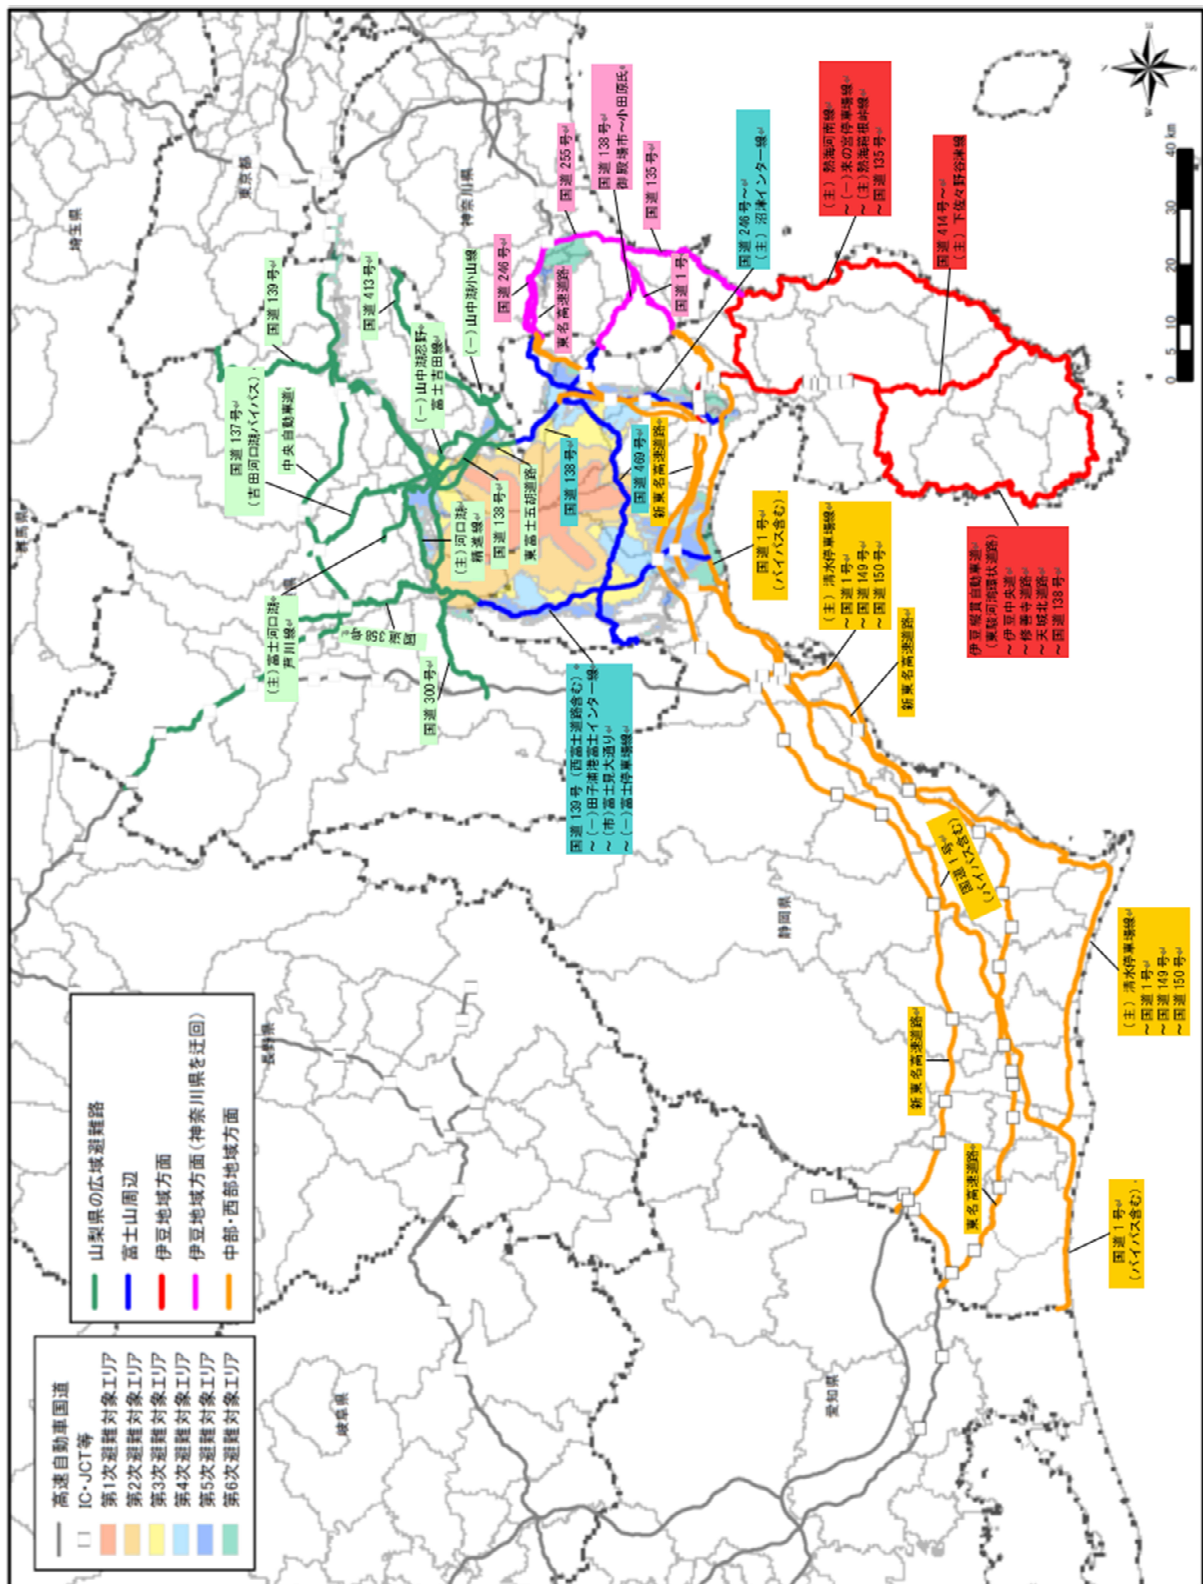 高速自動車国道
IC・JCT等
第1次避難対象エリア
第2次避難対象エリア
第3次避難対象エリア
第4次避難対象エリア
第5次避難対象エリア
第6次避難対象エリア
山梨県の広域避難路
富士山周辺
伊豆地域方面
伊豆地域方面(神奈川県を迂回)
中部・西部地域方面
岐阜県
長野県
愛知県
静岡県
群馬県
埼玉県
東京都
神奈川県
県
(主)富士河口湖
芦川線
国道 358号
国道 300号
国道 137号
(吉田河口湖バイパス)
中央自動車道
国道 139号
国道 413号
(一)山中湖忍野
富士吉田線
(一)山中湖小山線
(主)河口湖
精進線
国道 138号
東富士五胡道路
国道 138号
国道 469号
新東名高速道路
国道 246号
東名高速道路
国道 255号
国道 138号
御殿場市~小田原氏
国道 135号
国道 1号
国道 246号~
(主)沼津インター線
(主)熱海河南線
~(一)来の宮停車場線
~(主)熱海箱根峠線
~国道 135号
国道 414号~
(主)下佐々野谷津線
伊豆縦貫自動車道
(東駿河湾環状道路)
~伊豆中央道
~修善寺道路
~天城北道路
~国道 138号
国道 139号(西富士道路含む)
~(一)田子浦港富士インター線
~(市)富士見大通り
~(一)富士停車場線
国道 1号
(バイパス含む)
(主)清水停車場線
~国道 1号
~国道 149号
~国道 150号
新東名高速道路
国道 1号
(バイパス含む)
新東名高速道路
東名高速道路
(主)清水停車場線
~国道 1号
~国道 149号
~国道 150号
国道 1号
(バイパス含む)
0 5 10 20 30 40 km
N
E
S
W